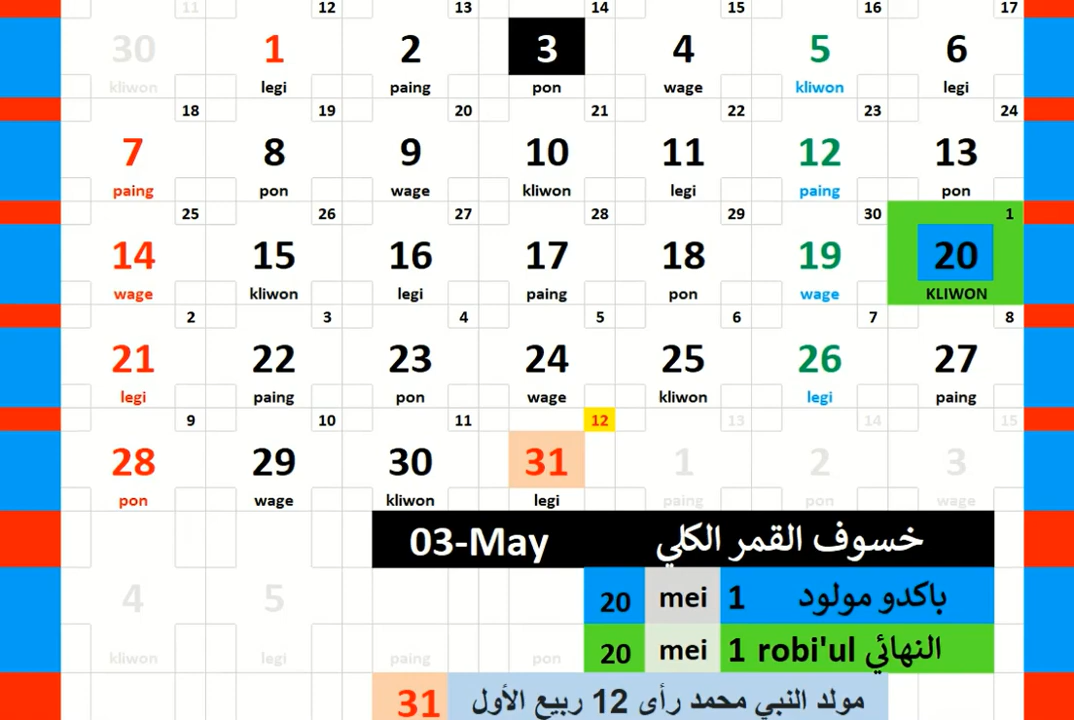 11 12 13 14 15 16 17
30 1 2 3 4 5 6
kliwon legi paing pon wage kliwon legi
18 19 20 21 22 23 24
7 8 9 10 11 12 13
paing pon wage kliwon legi paing pon
25 26 27 28 29 30 1
14 15 16 17 18 19 20
wage kliwon legi paing pon wage KLIWON
2 3 4 5 6 7 8
21 22 23 24 25 26 27
legi paing pon wage kliwon legi paing
9 10 11 12 13 14 15
28 29 30 31 1 2 3
pon wage kliwon legi paing pon wage
03-May خسوف القمر الكلي
4 5
20 mei 1 باكدو مولود
kliwon legi paing pon
20 mei 1 robi'ul النهائي
31 مولد النبي محمد رأى 12 ربيع الأول